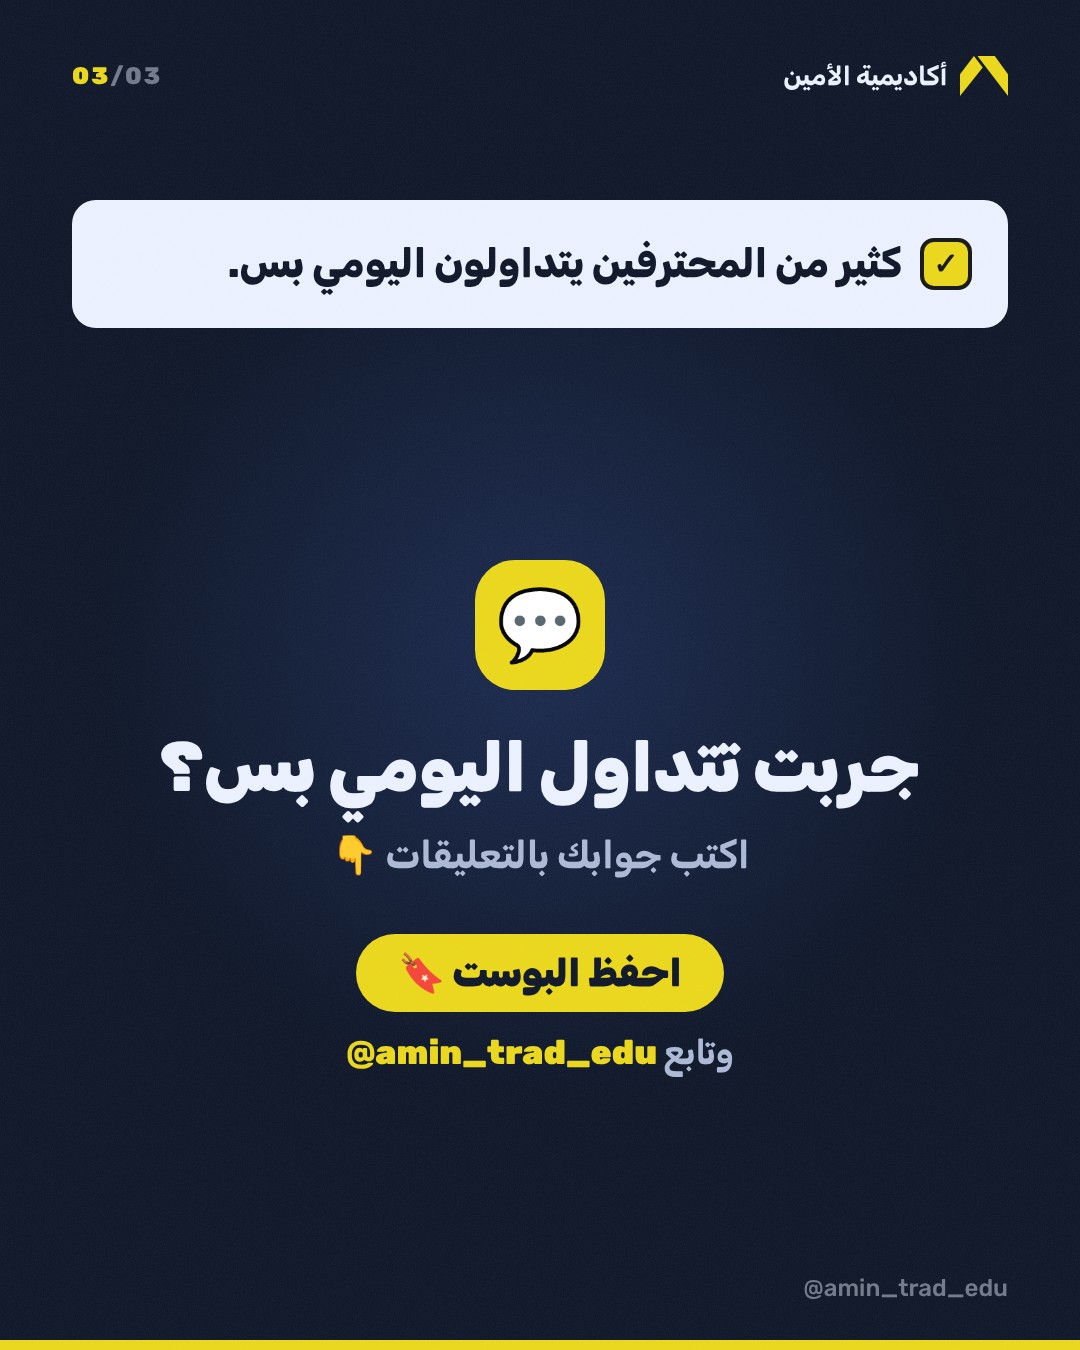 أكاديمية الأمين
03/03
✓ كثير من المحترفين يتداولون اليومي بس.
جربت تتداول اليومي بس؟
اكتب جوابك بالتعليقات 👇
احفظ البوست 🔖
وتابع @amin_trad_edu
@amin_trad_edu